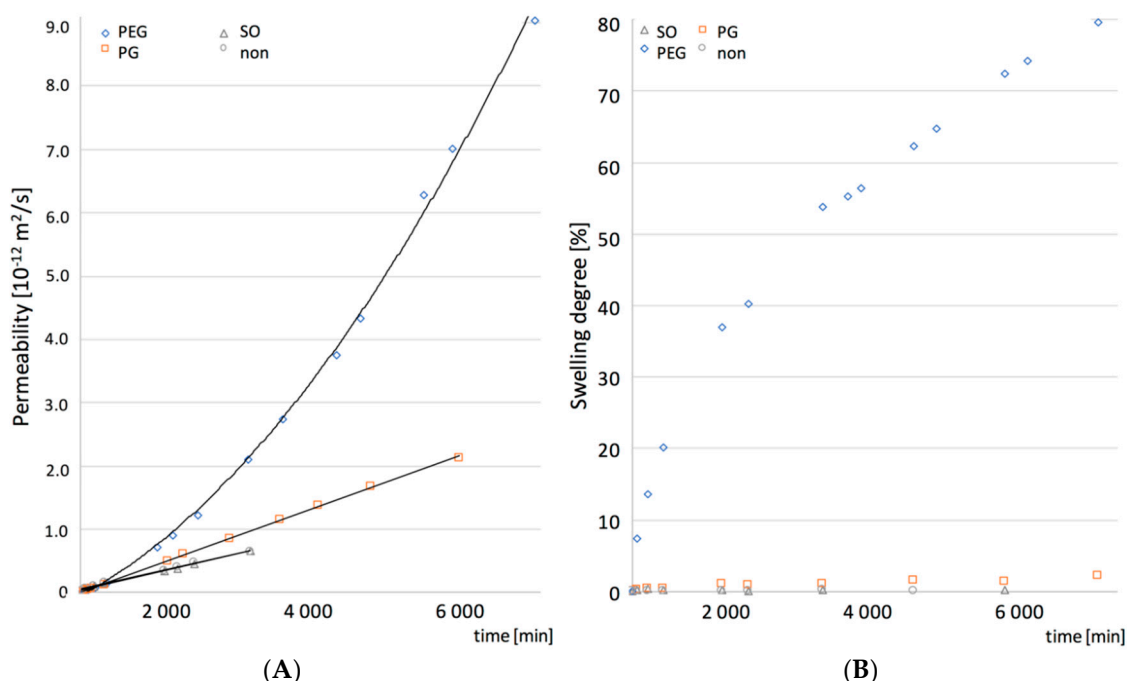 9.0
8.0
7.0
6.0
5.0
4.0
3.0
2.0
1.0
0
Permeability [10-12 m2/s]
PEG
SO
PG
non
2 000
4 000
6 000
time [min]
(A)
80
70
60
50
40
30
20
10
0
Swelling degree [%]
SO
PG
PEG
non
2 000
4 000
6 000
time [min]
(B)